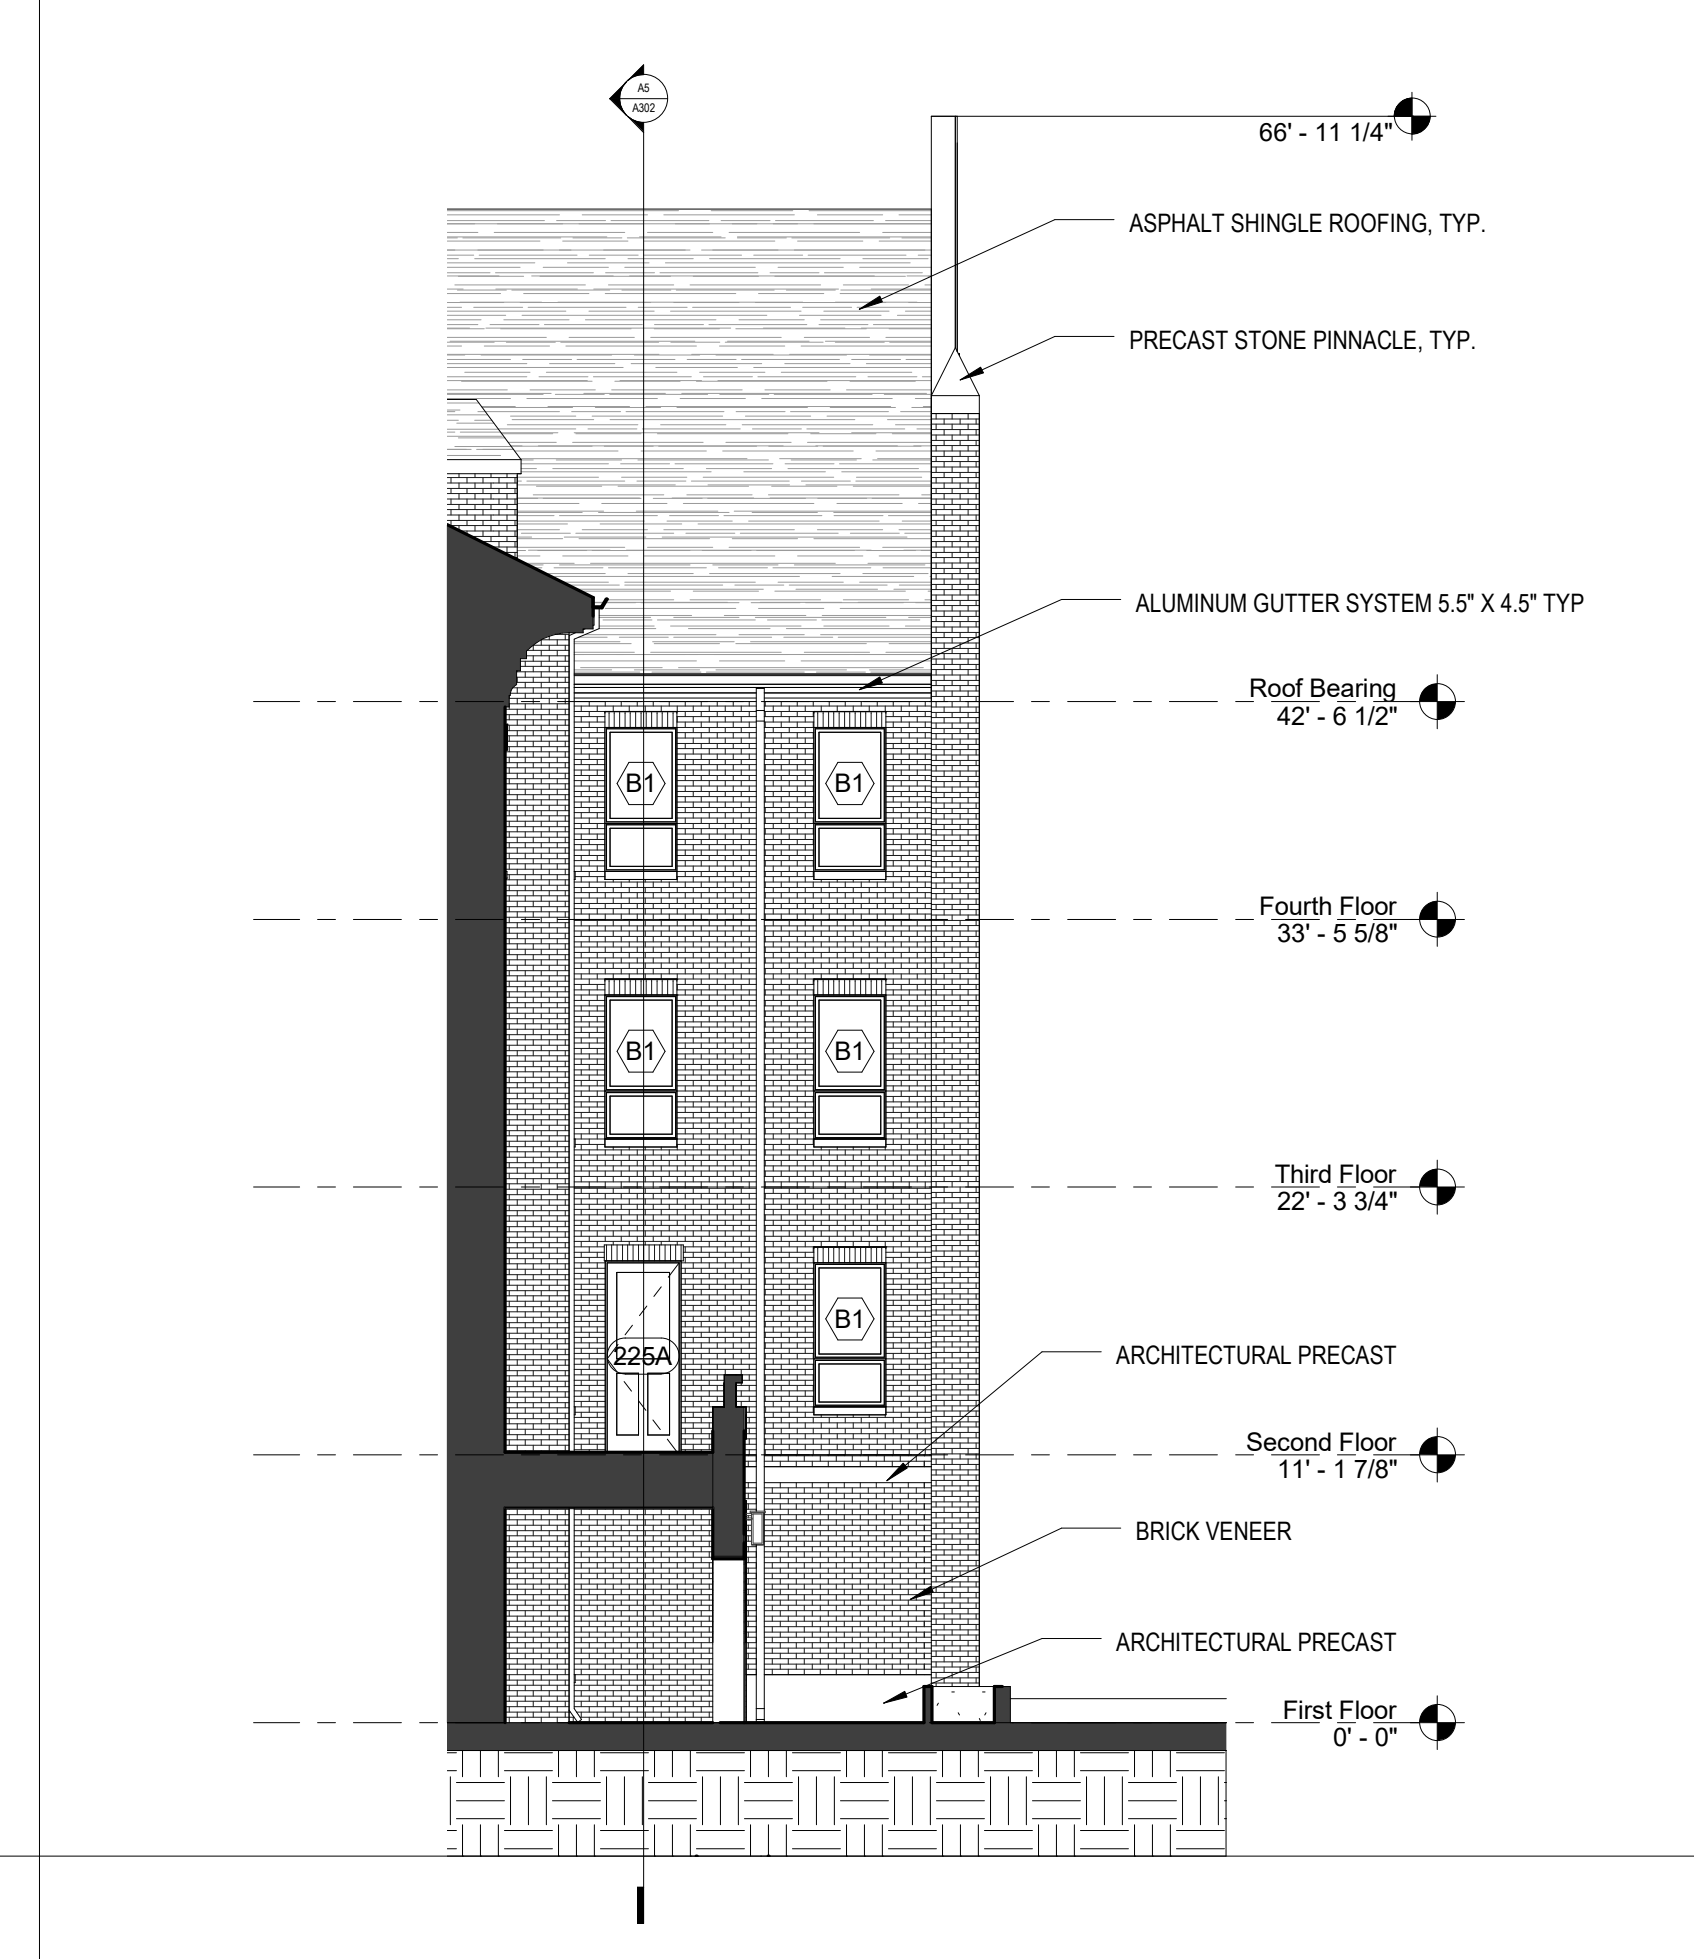 A5
A302
66' - 11 1/4"
ASPHALT SHINGLE ROOFING, TYP.
PRECAST STONE PINNACLE, TYP.
ALUMINUM GUTTER SYSTEM 5.5" X 4.5" TYP
Roof Bearing
42' - 6 1/2"
B1
B1
Fourth Floor
33' - 5 5/8"
B1
B1
Third Floor
22' - 3 3/4"
B1
225A
ARCHITECTURAL PRECAST
Second Floor
11' - 1 7/8"
BRICK VENEER
ARCHITECTURAL PRECAST
First Floor
0' - 0"